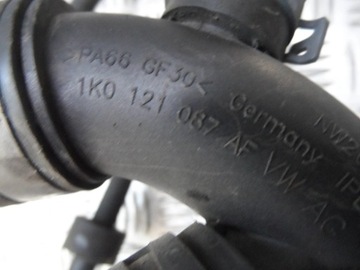 >PA66 GF30< Germany
1K0 121 087 AF VW AG